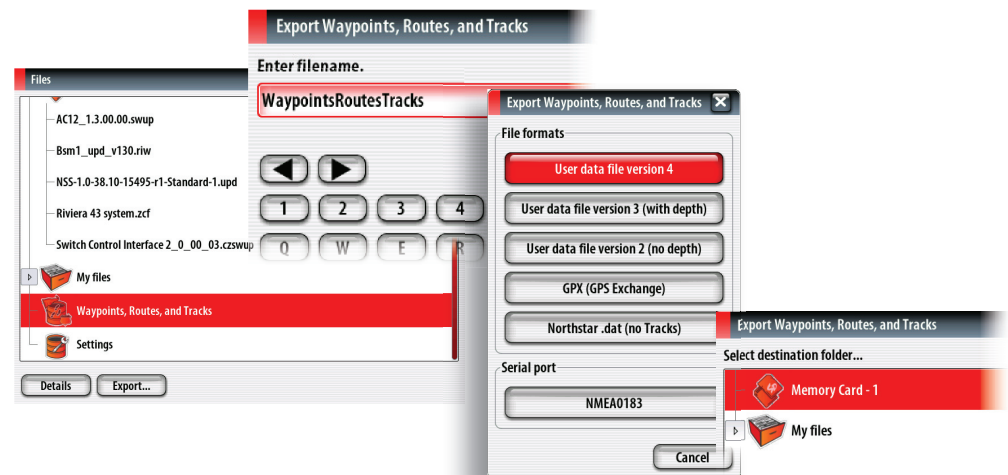 Files
AC12_1.3.00.00.swup
Bsm1_upd_v130.riw
NSS-1.0-38.10-15495-r1-Standard-1.upd
Riviera 43 system.zcf
Switch Control Interface 2_0_00_03.czswup
My files
Waypoints, Routes, and Tracks
Settings
Details
Export...
Export Waypoints, Routes, and Tracks
Enter filename.
WaypointsRoutesTracks
1 2 3 4
Q W E R
Export Waypoints, Routes, and Tracks
File formats
User data file version 4
User data file version 3 (with depth)
User data file version 2 (no depth)
GPX (GPS Exchange)
Northstar .dat (no Tracks)
Serial port
NMEA0183
Cancel
Export Waypoints, Routes, and Tracks
Select destination folder...
Memory Card - 1
My files